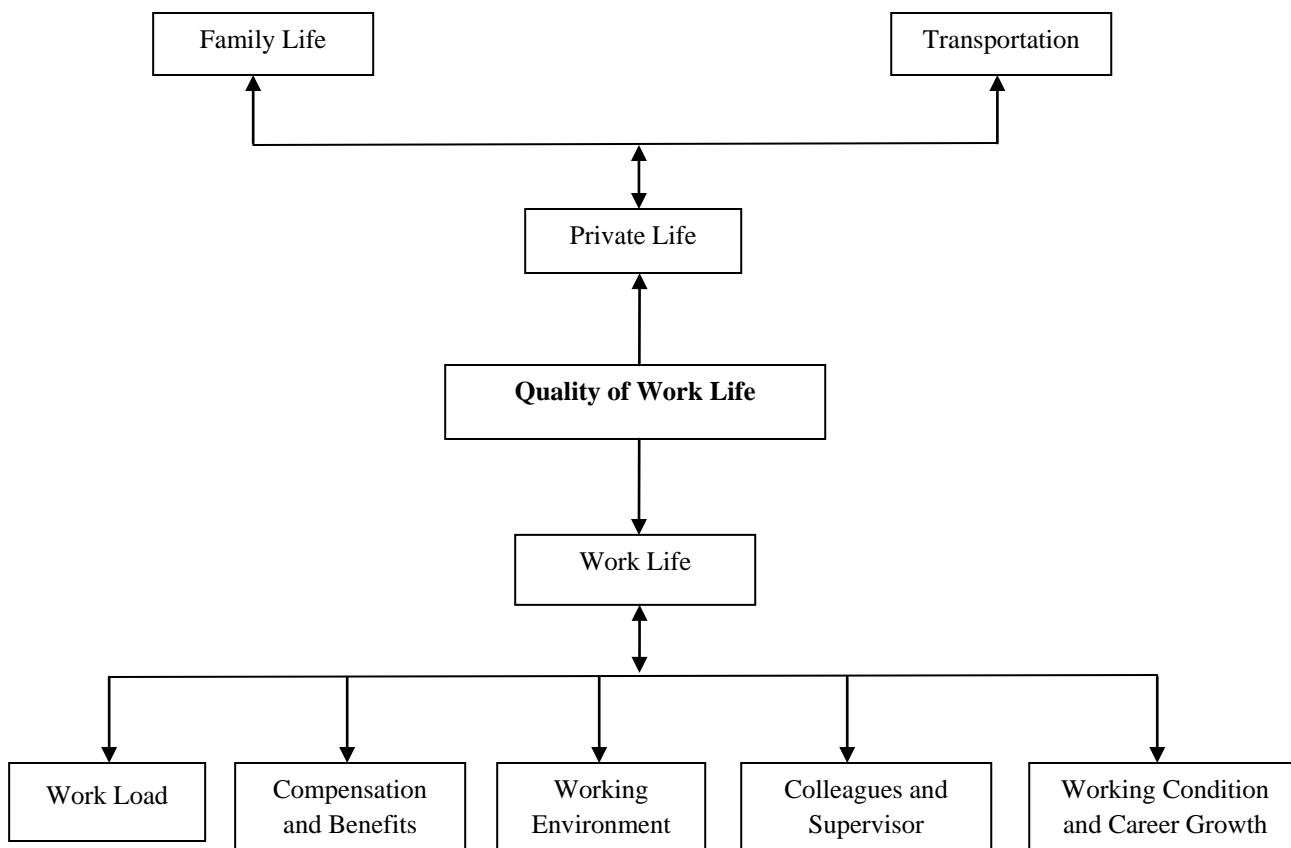 Family Life
Transportation
Private Life
Quality of Work Life
Work Life
Work Load
Compensation
and Benefits
Working
Environment
Colleagues and
Supervisor
Working Condition
and Career Growth